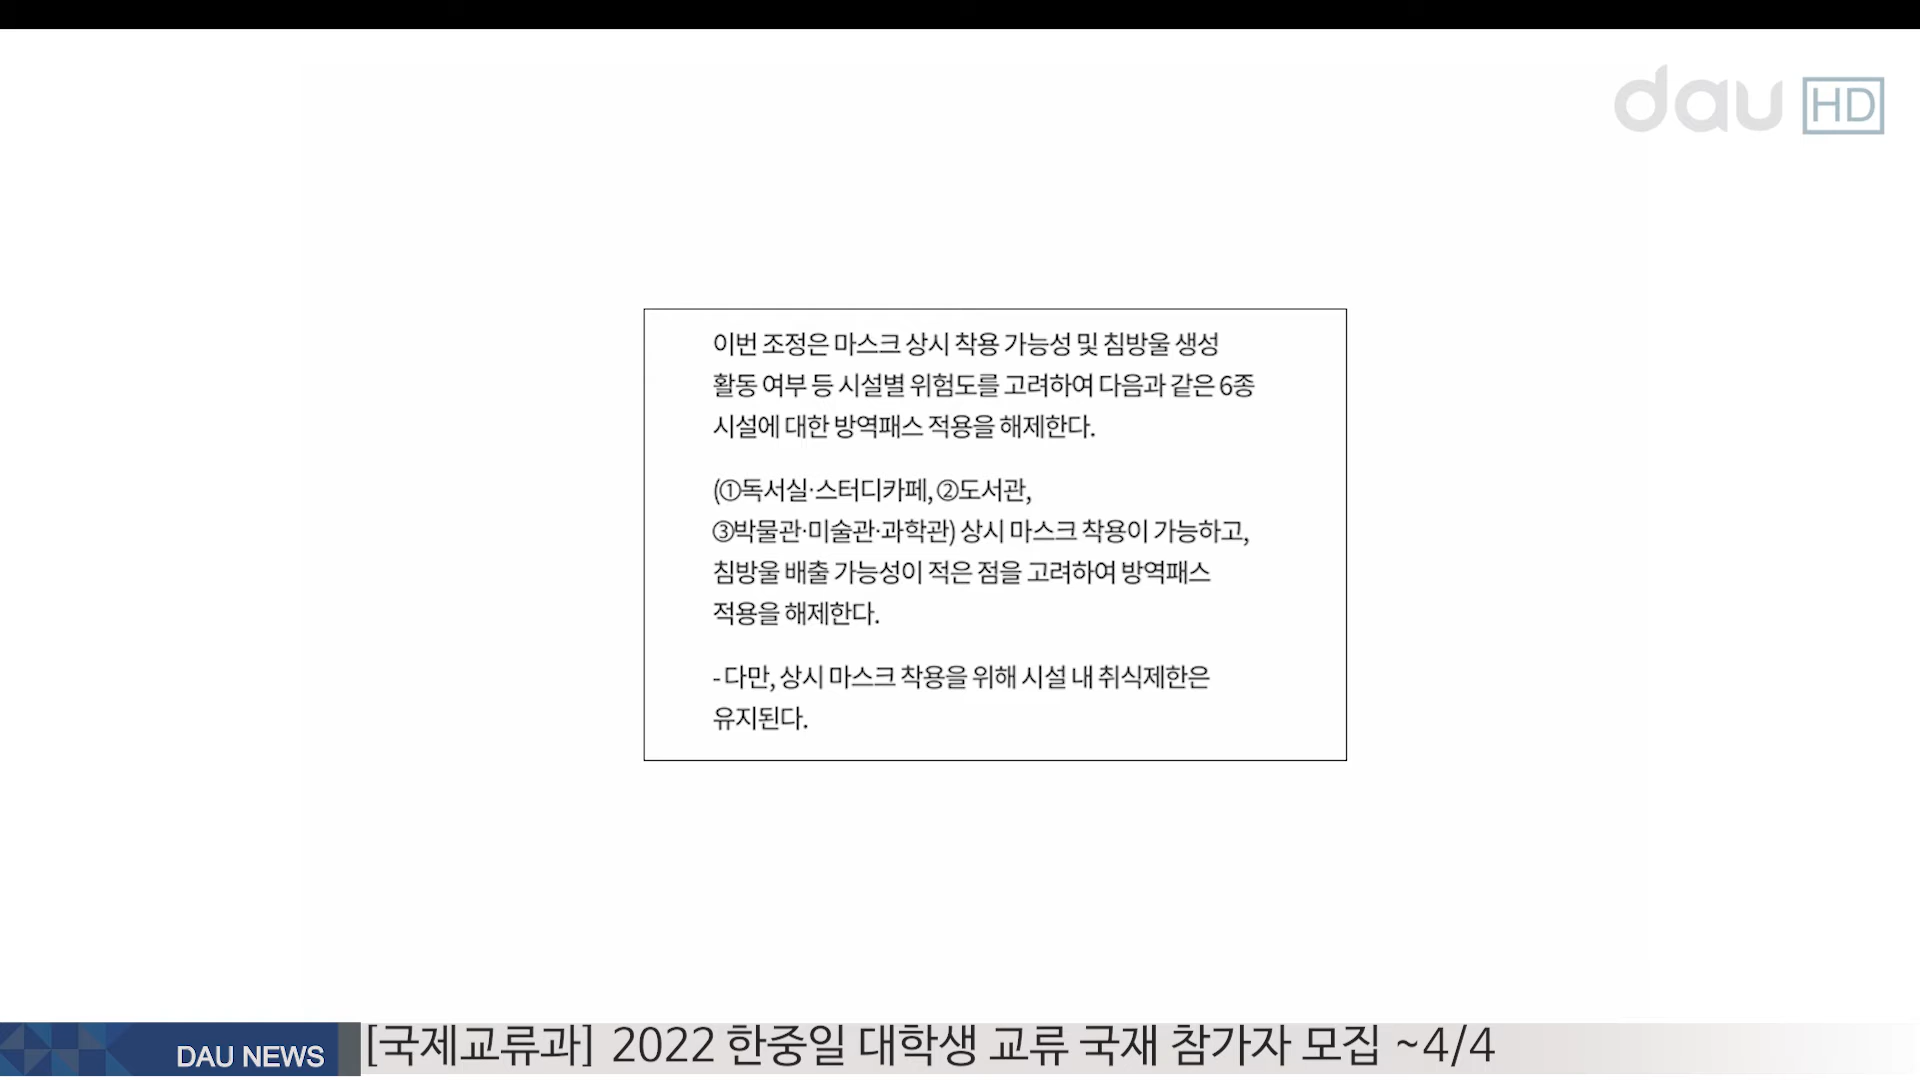 dau HD
이번 조정은 마스크 상시 착용 가능성 및 침방울 생성
활동 여부 등 시설별 위험도를 고려하여 다음과 같은 6종
시설에 대한 방역패스 적용을 해제한다.
(①독서실·스터디카페, ②도서관,
③박물관·미술관·과학관) 상시 마스크 착용이 가능하고,
침방울 배출 가능성이 적은 점을 고려하여 방역패스
적용을 해제한다.
- 다만, 상시 마스크 착용을 위해 시설 내 취식제한은
유지된다.
DAU NEWS [국제교류과] 2022 한중일 대학생 교류 국재 참가자 모집 ~4/4